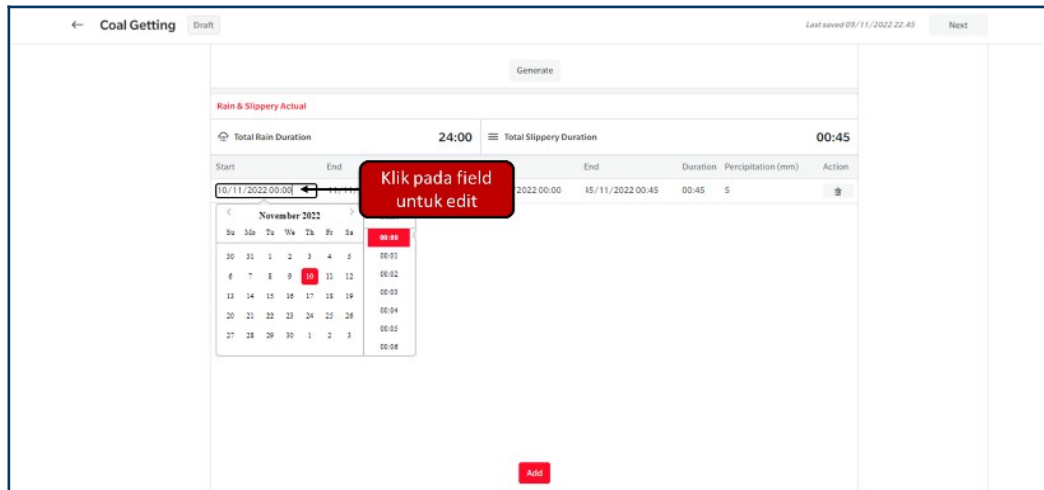 ← Coal Getting Draft Last saved 09/11/2022 22.45 Next
Generate
Rain & Slippery Actual
Total Rain Duration 24:00 Total Slippery Duration 00:45
Start End End Duration Percipitation (mm) Action
10/11/2022 00:00 /2022 00:00 15/11/2022 00:45 00:45 5
Klik pada field
untuk edit
November 2022
Su Mo Tu We Th Fr Sa
30 31 1 2 3 4 5
6 7 8 9 10 11 12
13 14 15 16 17 18 19
20 21 22 23 24 25 26
27 28 29 30 1 2 3
00:00
00:01
00:02
00:03
00:04
00:05
00:06
Add